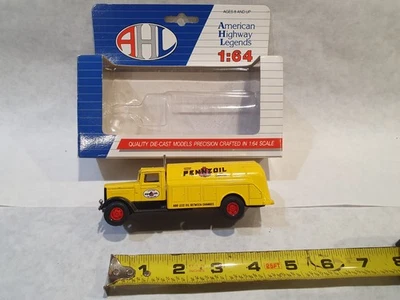 AGES 8 AND UP
AHL
American
Highway
Legends
1:64
QUALITY DIE-CAST MODELS PRECISION CRAFTED IN 1:64 SCALE
PENNZOIL
1 2 3 4 5 6 7 8